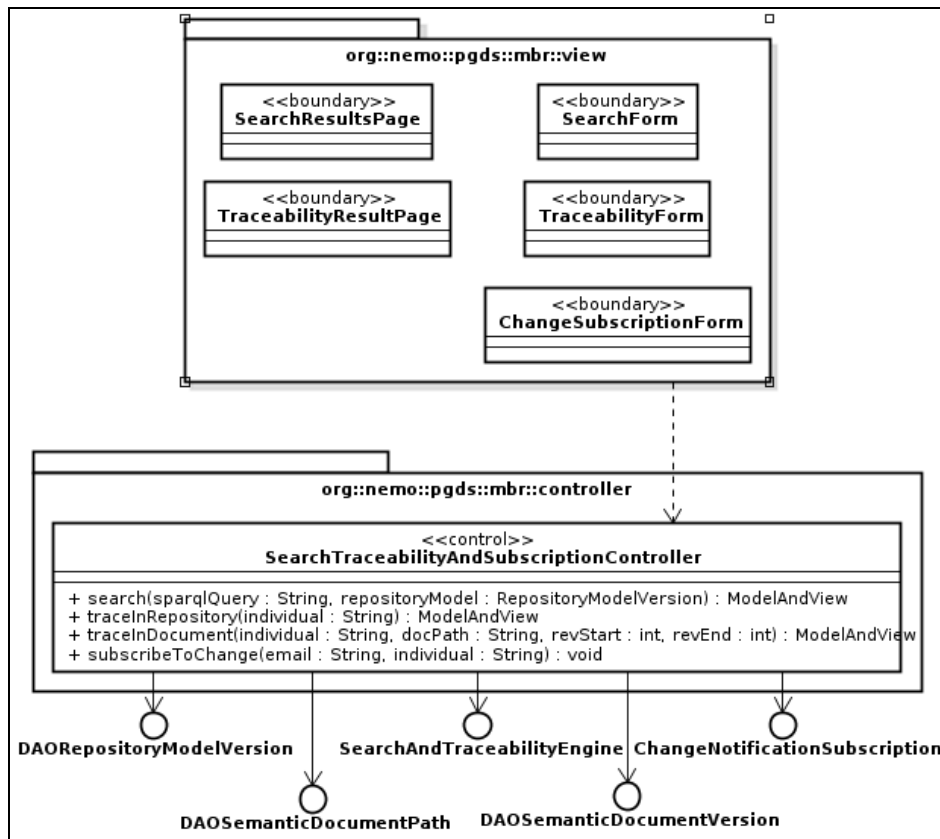 org::nemo::pgds::mbr::view
<<boundary>>
SearchResultsPage
<<boundary>>
SearchForm
<<boundary>>
TraceabilityResultPage
<<boundary>>
TraceabilityForm
<<boundary>>
ChangeSubscriptionForm
org::nemo::pgds::mbr::controller
<<control>>
SearchTraceabilityAndSubscriptionController
+ search(sparqlQuery : String, repositoryModel : RepositoryModelVersion) : ModelAndView
+ traceInRepository(individual : String) : ModelAndView
+ traceInDocument(individual : String, docPath : String, revStart : int, revEnd : int) : ModelAndView
+ subscribeToChange(email : String, individual : String) : void
DAORepositoryModelVersion
SearchAndTraceabilityEngine
ChangeNotificationSubscription
DAOSemanticDocumentPath
DAOSemanticDocumentVersion